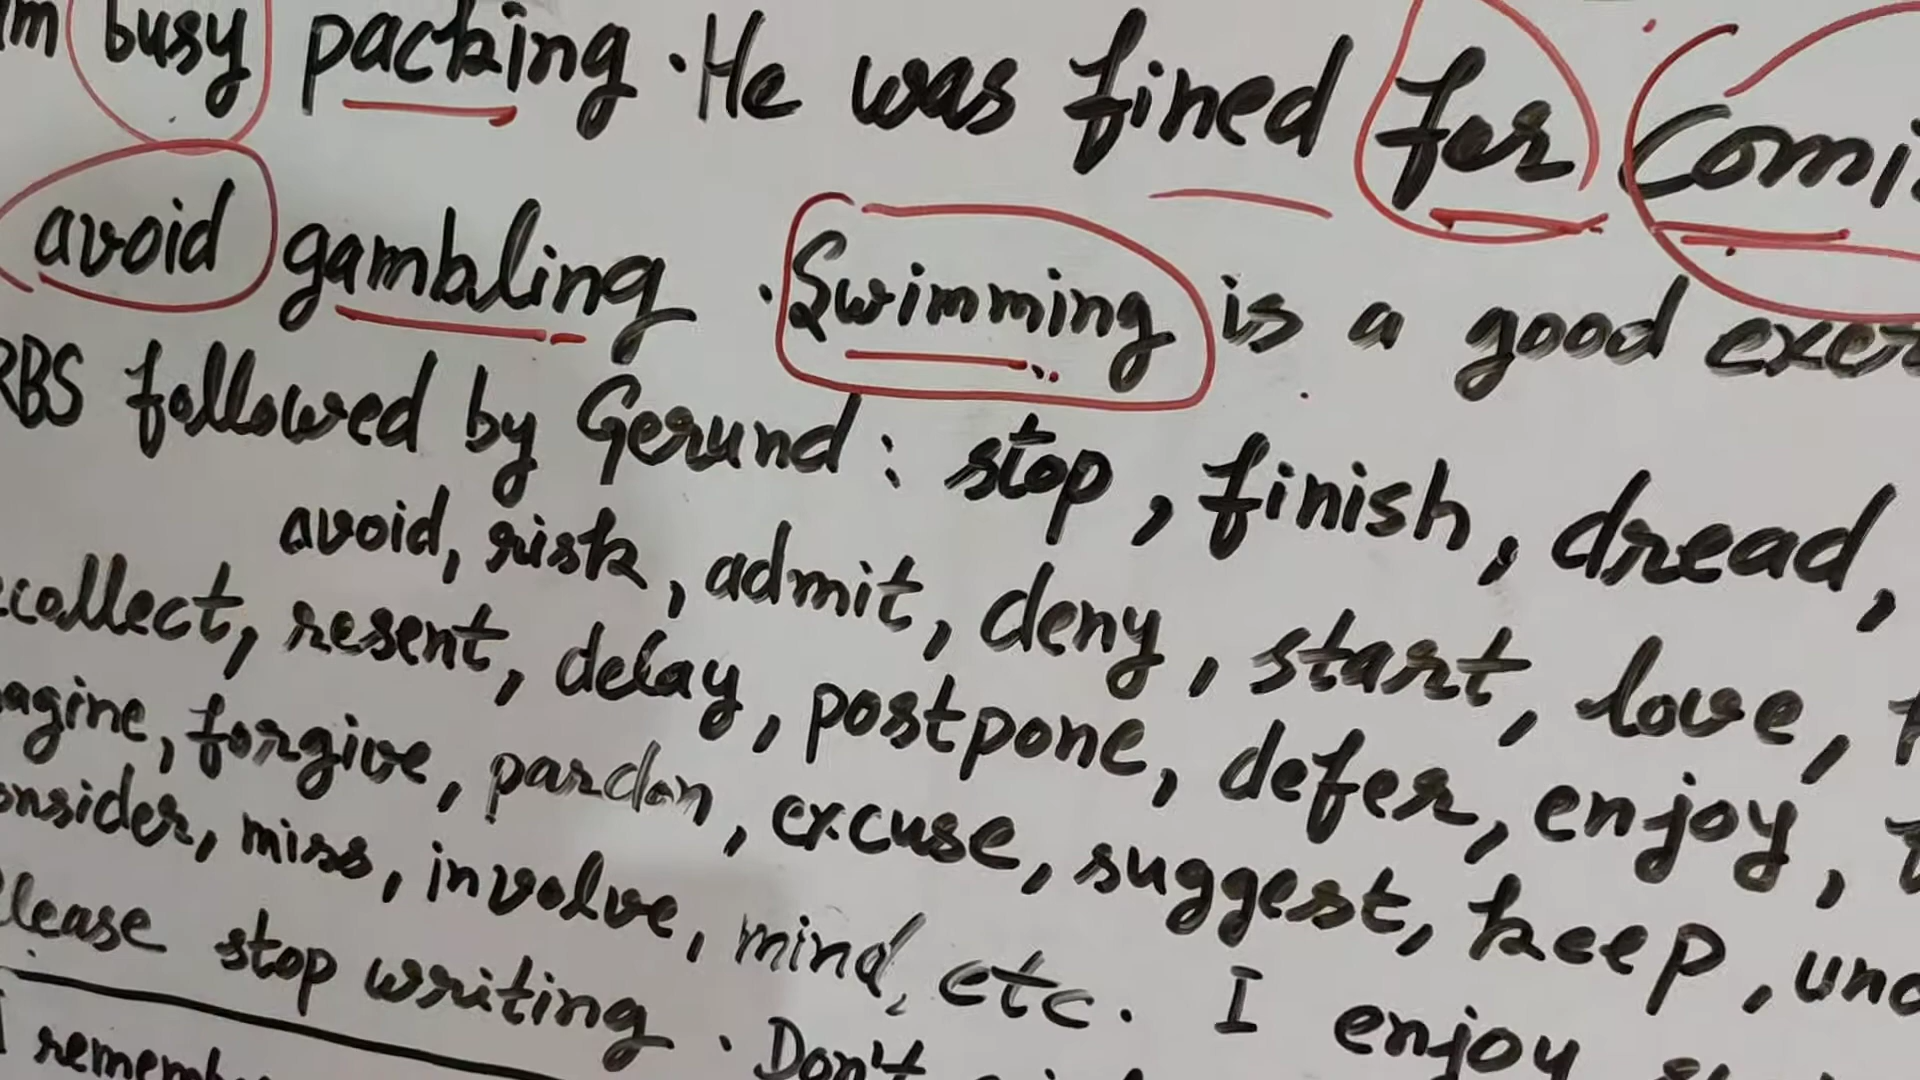 busy packing. He was fined for
avoid gambling. Swimming is a good
followed by Gerund: stop, finish, dread,
avoid, risk, admit, deny, start, love,
resent, delay, postpone, defer, enjoy,
forgive, pardon, excuse, suggest, keep,
miss, involve, mind, etc. I enjoy
stop writing. Don't